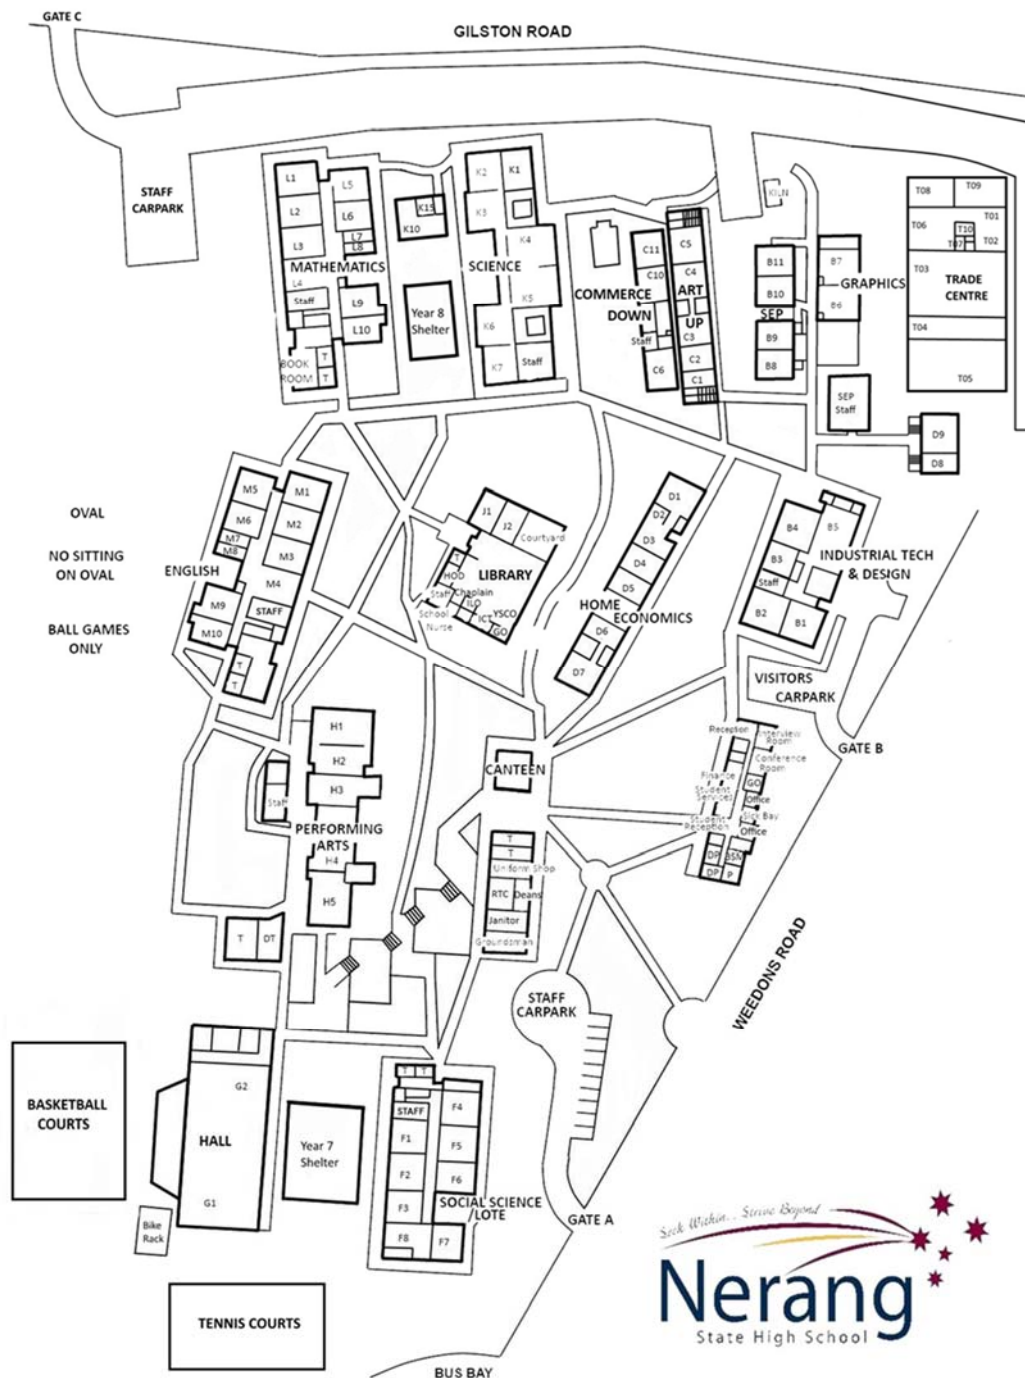 GATE C
GILSTON ROAD
STAFF
CARPARK
L1
L2
L3
L4
Staff
L5
L6
L7
L8
MATHEMATICS
L9
L10
BOOK
ROOM
T
T
K15
K10
Year 8
Shelter
K2
K1
K3
K4
SCIENCE
K5
K6
K7
Staff
COMMERCE
DOWN
C11
C10
Staff
C6
C5
C4
ART
UP
C3
C2
C1
KILN
B11
B10
SEP
B9
B8
B7
B6
GRAPHICS
SEP
Staff
T08
T09
T01
T06
T10
T07
T02
T03
TRADE
CENTRE
T04
T05
D9
D8
OVAL
NO SITTING
ON OVAL
BALL GAMES
ONLY
M5
M1
M6
M2
M7
M8
M3
ENGLISH
M4
M9
STAFF
M10
T
T
J1
J2
Courtyard
T
HOD
LIBRARY
Staff
Chaplain
ILO
School
Nurse
ICT
YSCO
GO
D1
D2
D3
D4
D5
HOME
ECONOMICS
D6
D7
B4
B5
B3
Staff
INDUSTRIAL TECH
& DESIGN
B2
B1
VISITORS
CARPARK
GATE B
H1
H2
H3
Staff
PERFORMING
ARTS
H4
H5
CANTEEN
Reception
Interview
Room
Conference
Room
Finance
GO
Student
Services
Office
Sick Bay
Student
Reception
Office
DP
BSM
DP
P
T
T
Uniform Shop
RTC
Deans
Janitor
Groundsman
T
DT
STAFF
CARPARK
WEEDONS ROAD
BASKETBALL
COURTS
G2
HALL
G1
Bike
Rack
Year 7
Shelter
T
T
STAFF
F4
F1
F5
F2
F6
F3
SOCIAL SCIENCE
/LOTE
F8
F7
GATE A
TENNIS COURTS
BUS BAY
Seek Within... Strive Beyond
Nerang
State High School